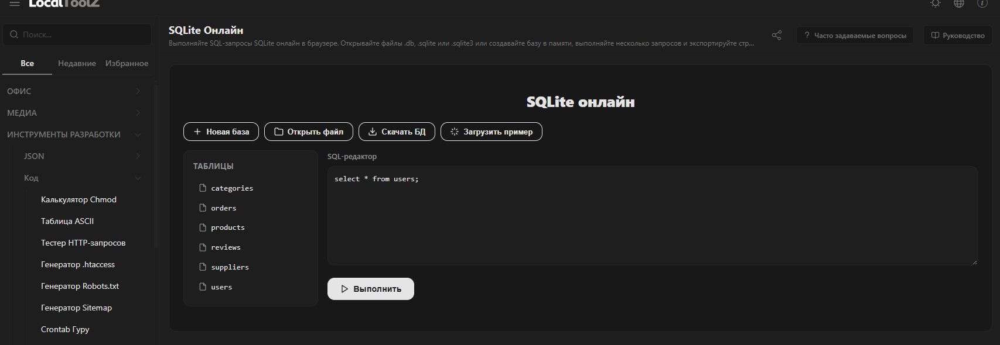 LocalToolz
Поиск...
Все Недавние Избранное
ОФИС
МЕДИА
ИНСТРУМЕНТЫ РАЗРАБОТКИ
JSON
Код
Калькулятор Chmod
Таблица ASCII
Тестер HTTP-запросов
Генератор .htaccess
Генератор Robots.txt
Генератор Sitemap
Crontab Гуру
SQLite Онлайн
Выполняйте SQL-запросы SQLite онлайн в браузере. Открывайте файлы .db, .sqlite или .sqlite3 или создавайте базу в памяти, выполняйте несколько запросов и экспортируйте стр...
? Часто задаваемые вопросы
Руководство
SQLite онлайн
Новая база Открыть файл Скачать БД Загрузить пример
ТАБЛИЦЫ
categories
orders
products
reviews
suppliers
users
SQL-редактор
select * from users;
Выполнить